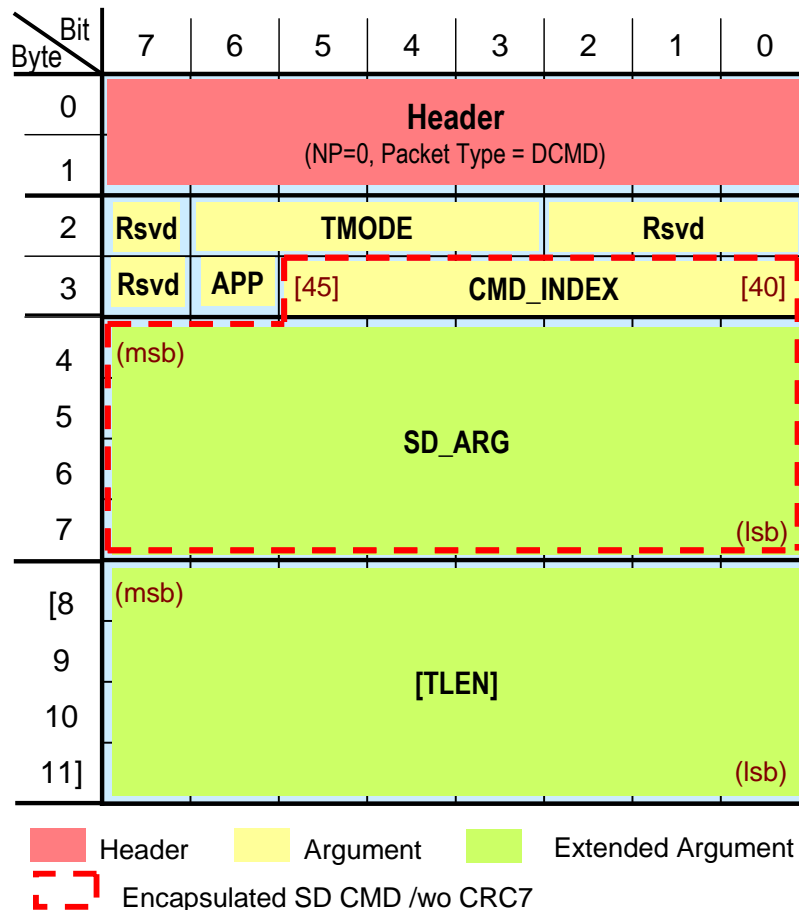 Bit
Byte
7 6 5 4 3 2 1 0
0
Header
(NP=0, Packet Type = DCMD)
1
2 Rsvd TMODE Rsvd
3 Rsvd APP [45] CMD_INDEX [40]
(msb)
4
5
SD_ARG
6
7 (lsb)
(msb)
[8
9
[TLEN]
10
11] (lsb)
Header Argument Extended Argument
Encapsulated SD CMD /wo CRC7